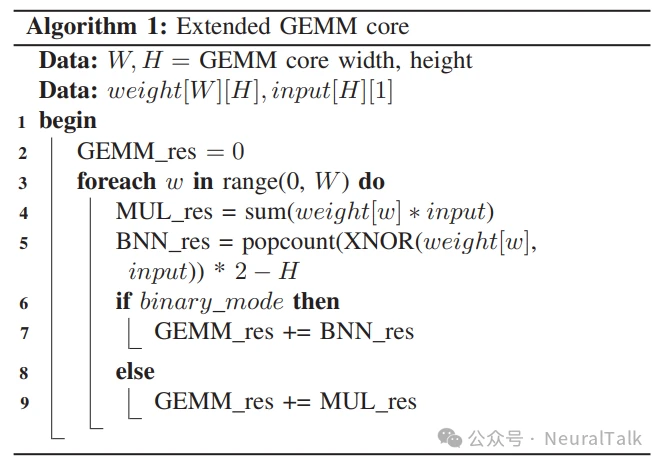 Algorithm 1: Extended GEMM core
Data: W, H = GEMM core width, height
Data: weight[W][H], input[H][1]
1 begin
2 GEMM_res = 0
3 foreach w in range(0, W) do
4 MUL_res = sum(weight[w] * input)
5 BNN_res = popcount(XNOR(weight[w],
input)) * 2 − H
6 if binary_mode then
7 GEMM_res += BNN_res
8 else
9 GEMM_res += MUL_res
公众号 · NeuralTalk